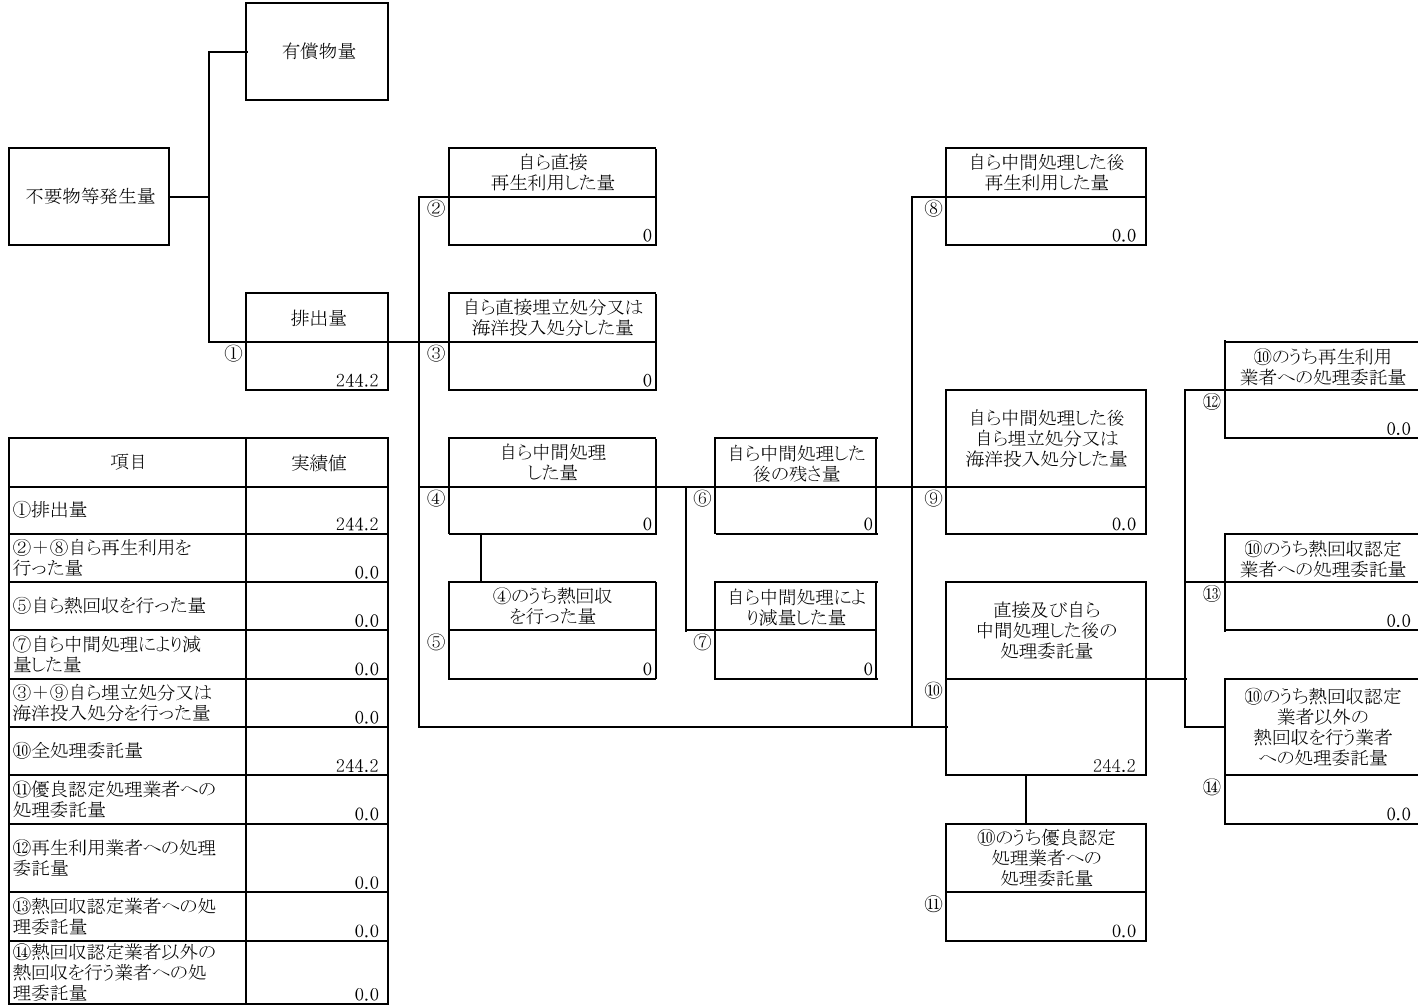 有償物量
不要物等発生量
自ら直接
再生利用した量
②
0
自ら中間処理した後
再生利用した量
⑧
0.0
排出量
①
244.2
自ら直接埋立処分又は
海洋投入処分した量
③
0
⑩のうち再生利用
業者への処理委託量
⑫
0.0
自ら中間処理
した量
④
0
自ら中間処理した
後の残さ量
⑥
0
自ら中間処理した後
自ら埋立処分又は
海洋投入処分した量
⑨
0.0
⑩のうち熱回収認定
業者への処理委託量
⑬
0.0
④のうち熱回収
を行った量
⑤
0
自ら中間処理によ
り減量した量
⑦
0
直接及び自ら
中間処理した後の
処理委託量
⑩
244.2
⑩のうち熱回収認定
業者以外の
熱回収を行う業者
への処理委託量
⑭
0.0
⑩のうち優良認定
処理業者への
処理委託量
⑪
0.0
項目 実績値
①排出量
244.2
②＋⑧自ら再生利用を
行った量
0.0
⑤自ら熱回収を行った量
0.0
⑦自ら中間処理により減
量した量
0.0
③＋⑨自ら埋立処分又は
海洋投入処分を行った量
0.0
⑩全処理委託量
244.2
⑪優良認定処理業者への
処理委託量
0.0
⑫再生利用業者への処理
委託量
0.0
⑬熱回収認定業者への処
理委託量
0.0
⑭熱回収認定業者以外の
熱回収を行う業者への処
理委託量
0.0